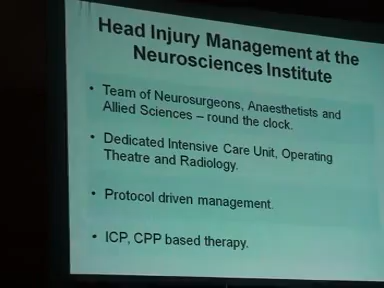 Head Injury Management at the
Neurosciences Institute
• Team of Neurosurgeons, Anaesthetists and
Allied Sciences – round the clock.
• Dedicated Intensive Care Unit, Operating
Theatre and Radiology.
• Protocol driven management.
• ICP, CPP based therapy.